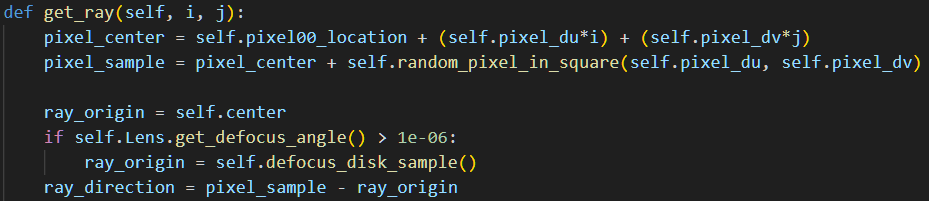 def get_ray(self, i, j):
    pixel_center = self.pixel00_location + (self.pixel_du*i) + (self.pixel_dv*j)
    pixel_sample = pixel_center + self.random_pixel_in_square(self.pixel_du, self.pixel_dv)

    ray_origin = self.center
    if self.Lens.get_defocus_angle() > 1e-06:
        ray_origin = self.defocus_disk_sample()
    ray_direction = pixel_sample - ray_origin